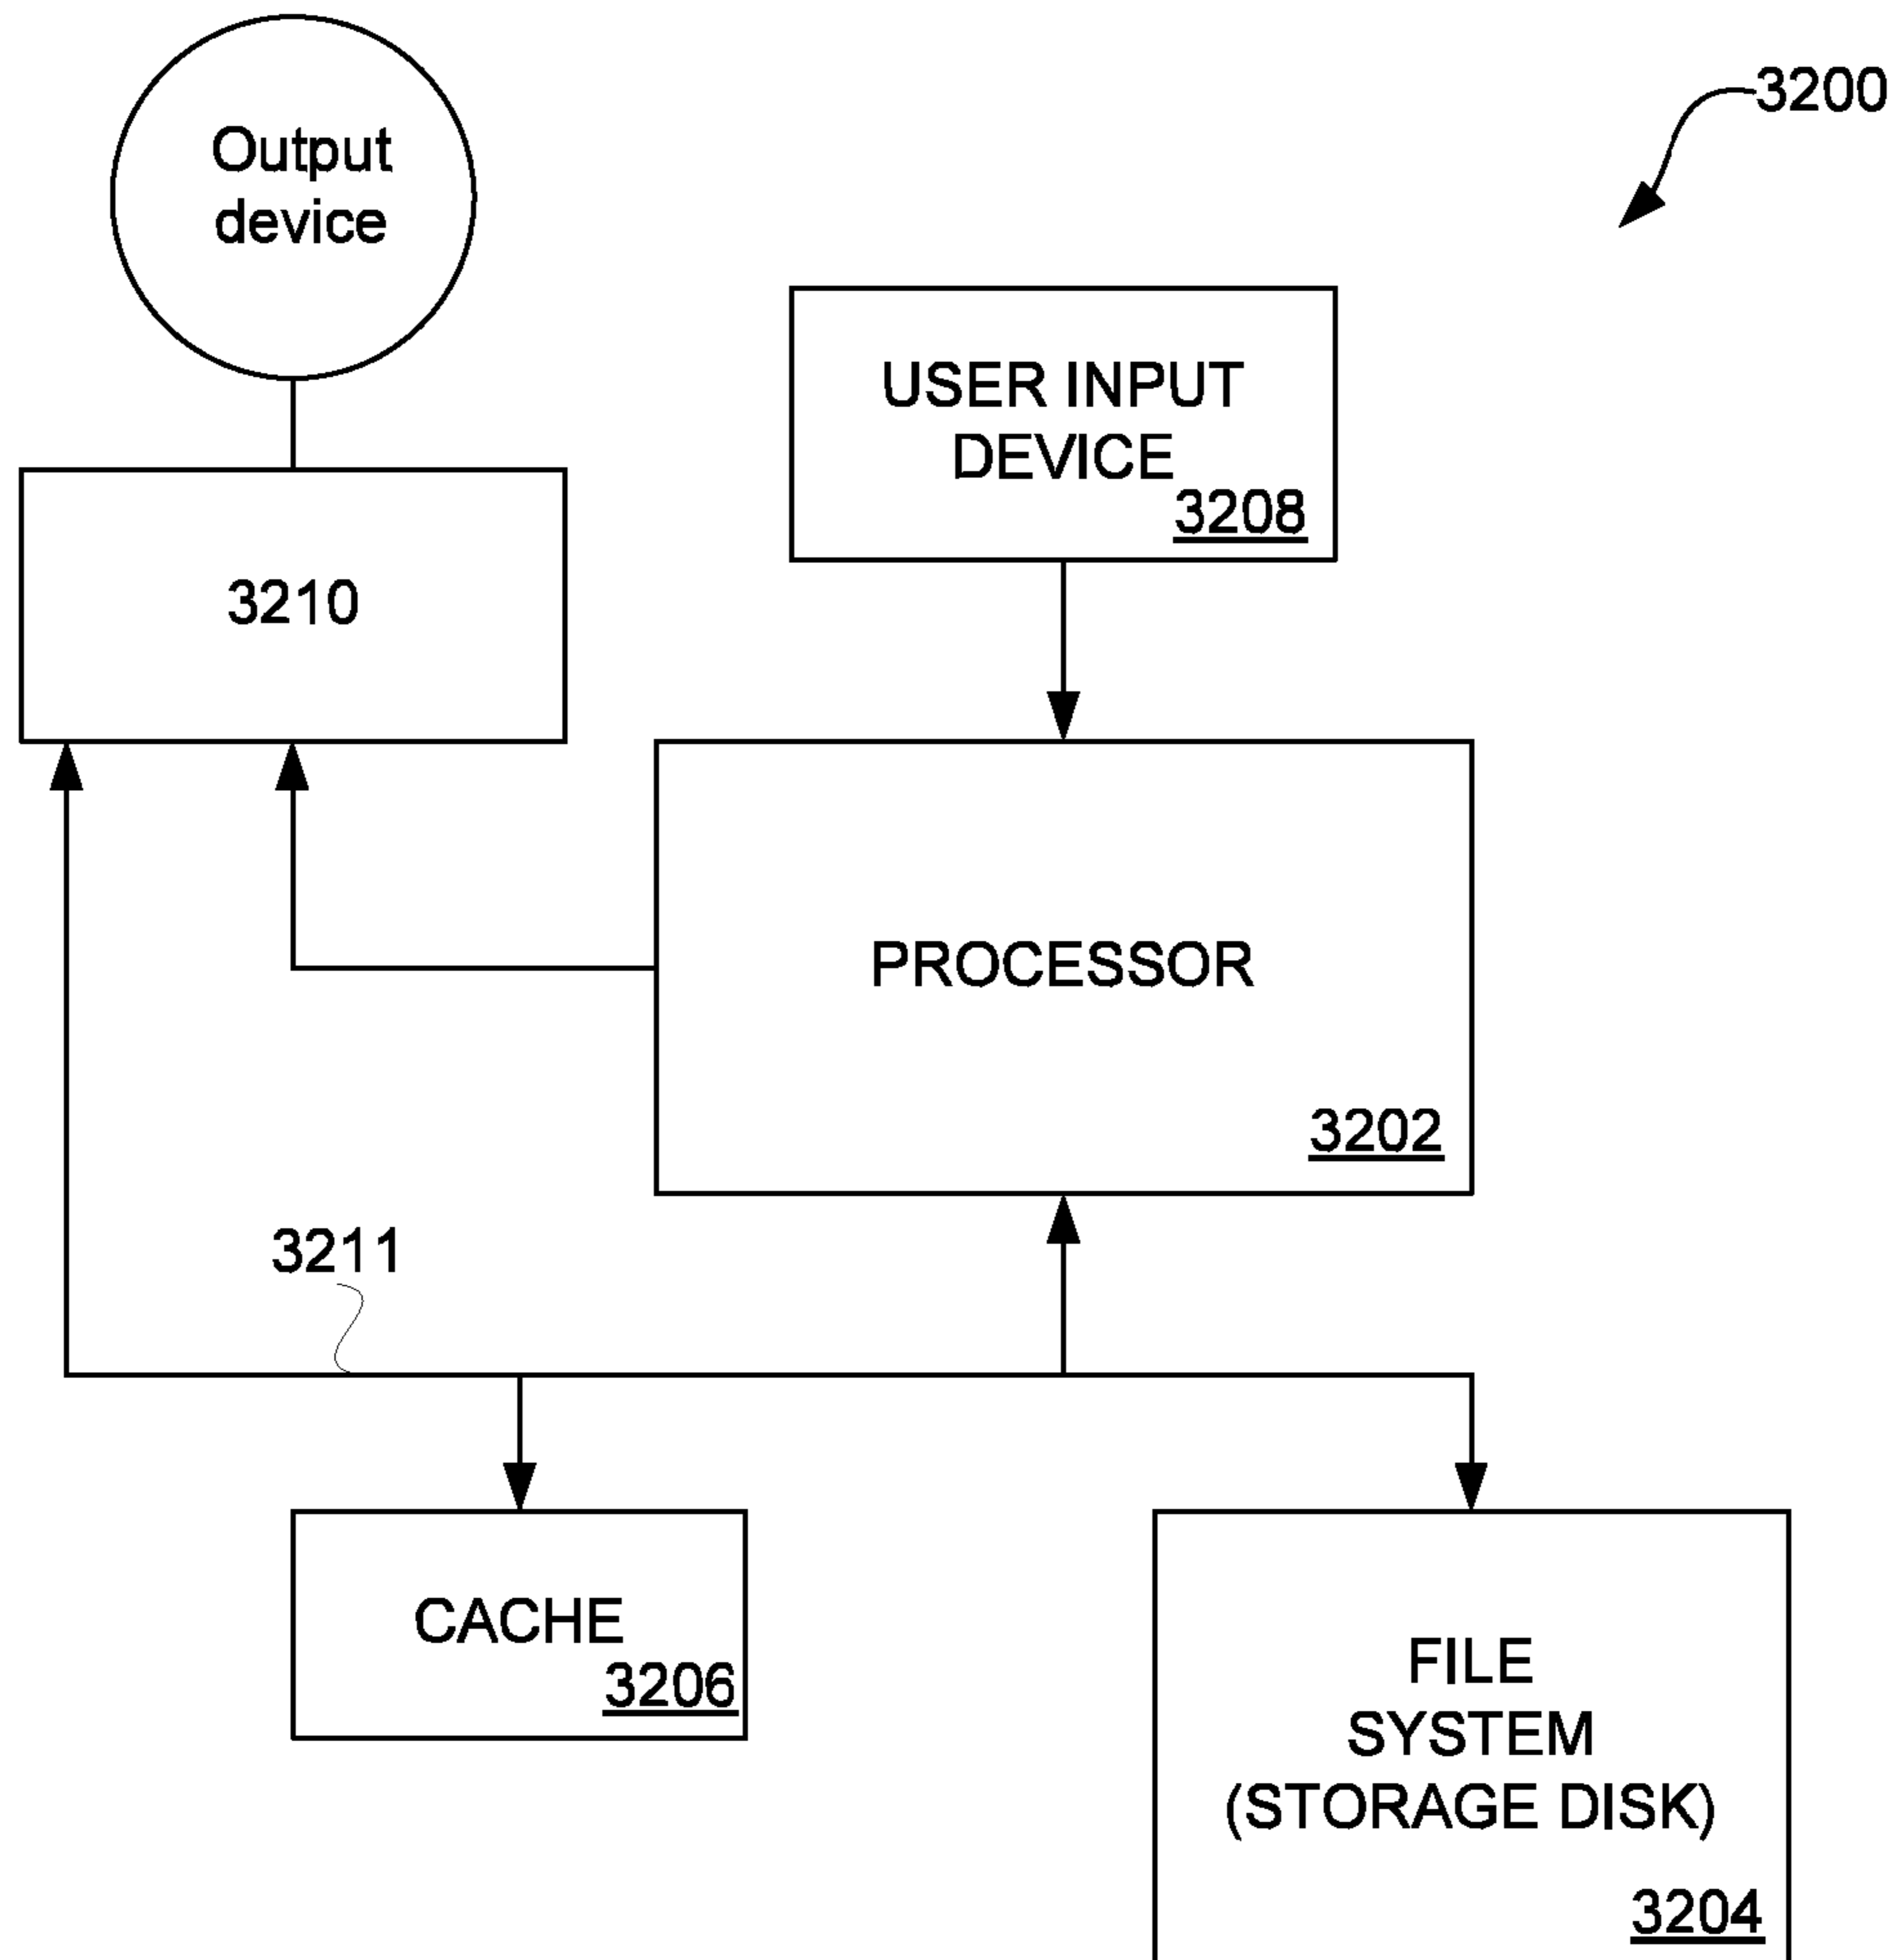 Output
device
3200
USER INPUT
DEVICE
3208
3210
PROCESSOR
3202
3211
CACHE
3206
FILE
SYSTEM
(STORAGE DISK)
3204